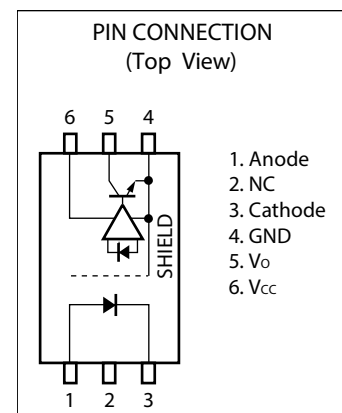 PIN CONNECTION
(Top View)
6 5 4
SHIELD
1 2 3
1. Anode
2. NC
3. Cathode
4. GND
5. Vo
6. Vcc